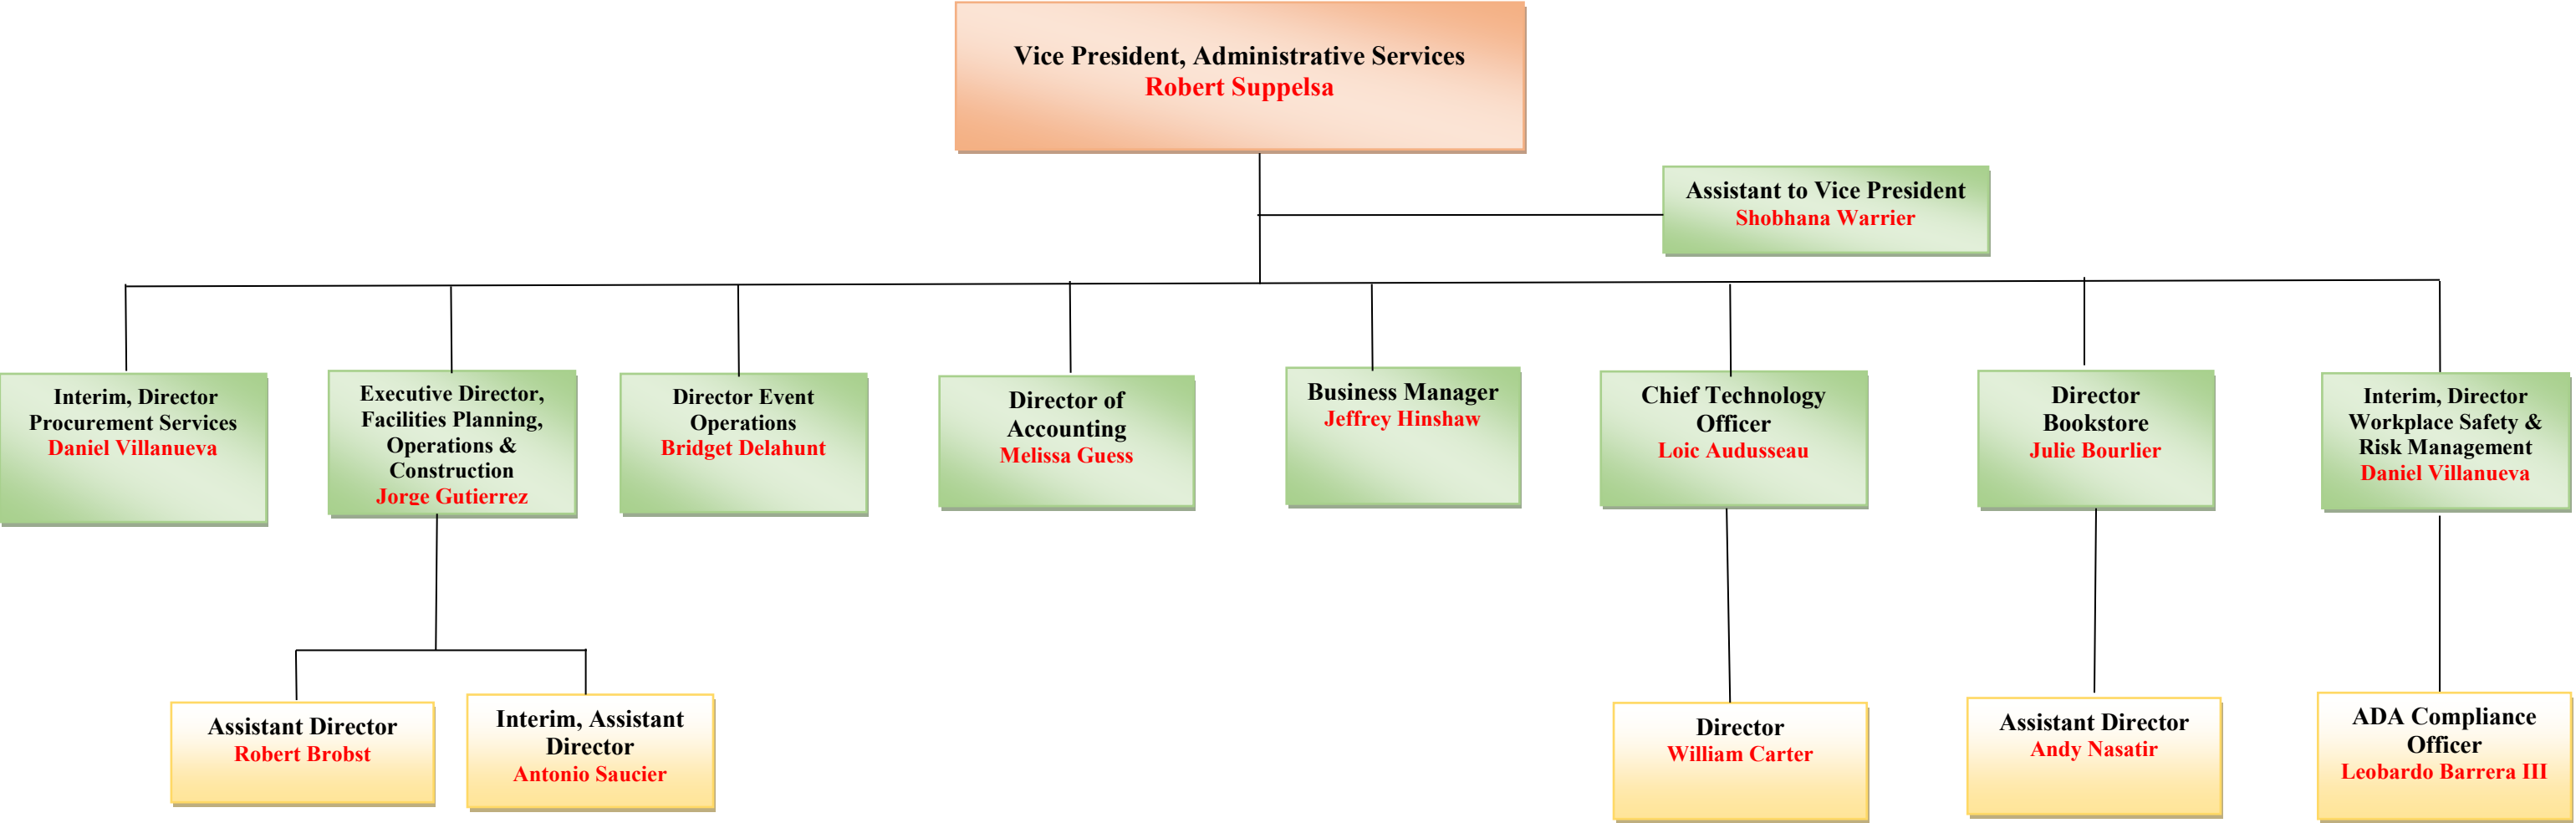 Vice President, Administrative Services
Robert Suppelsa
Assistant to Vice President
Shobhana Warrier
Interim, Director
Procurement Services
Daniel Villanueva
Executive Director,
Facilities Planning,
Operations &
Construction
Jorge Gutierrez
Director Event
Operations
Bridget Delahunt
Director of
Accounting
Melissa Guess
Business Manager
Jeffrey Hinshaw
Chief Technology
Officer
Loic Audusseau
Director
Bookstore
Julie Bourlier
Interim, Director
Workplace Safety &
Risk Management
Daniel Villanueva
Assistant Director
Robert Brobst
Interim, Assistant
Director
Antonio Saucier
Director
William Carter
Assistant Director
Andy Nasatir
ADA Compliance
Officer
Leobardo Barrera III